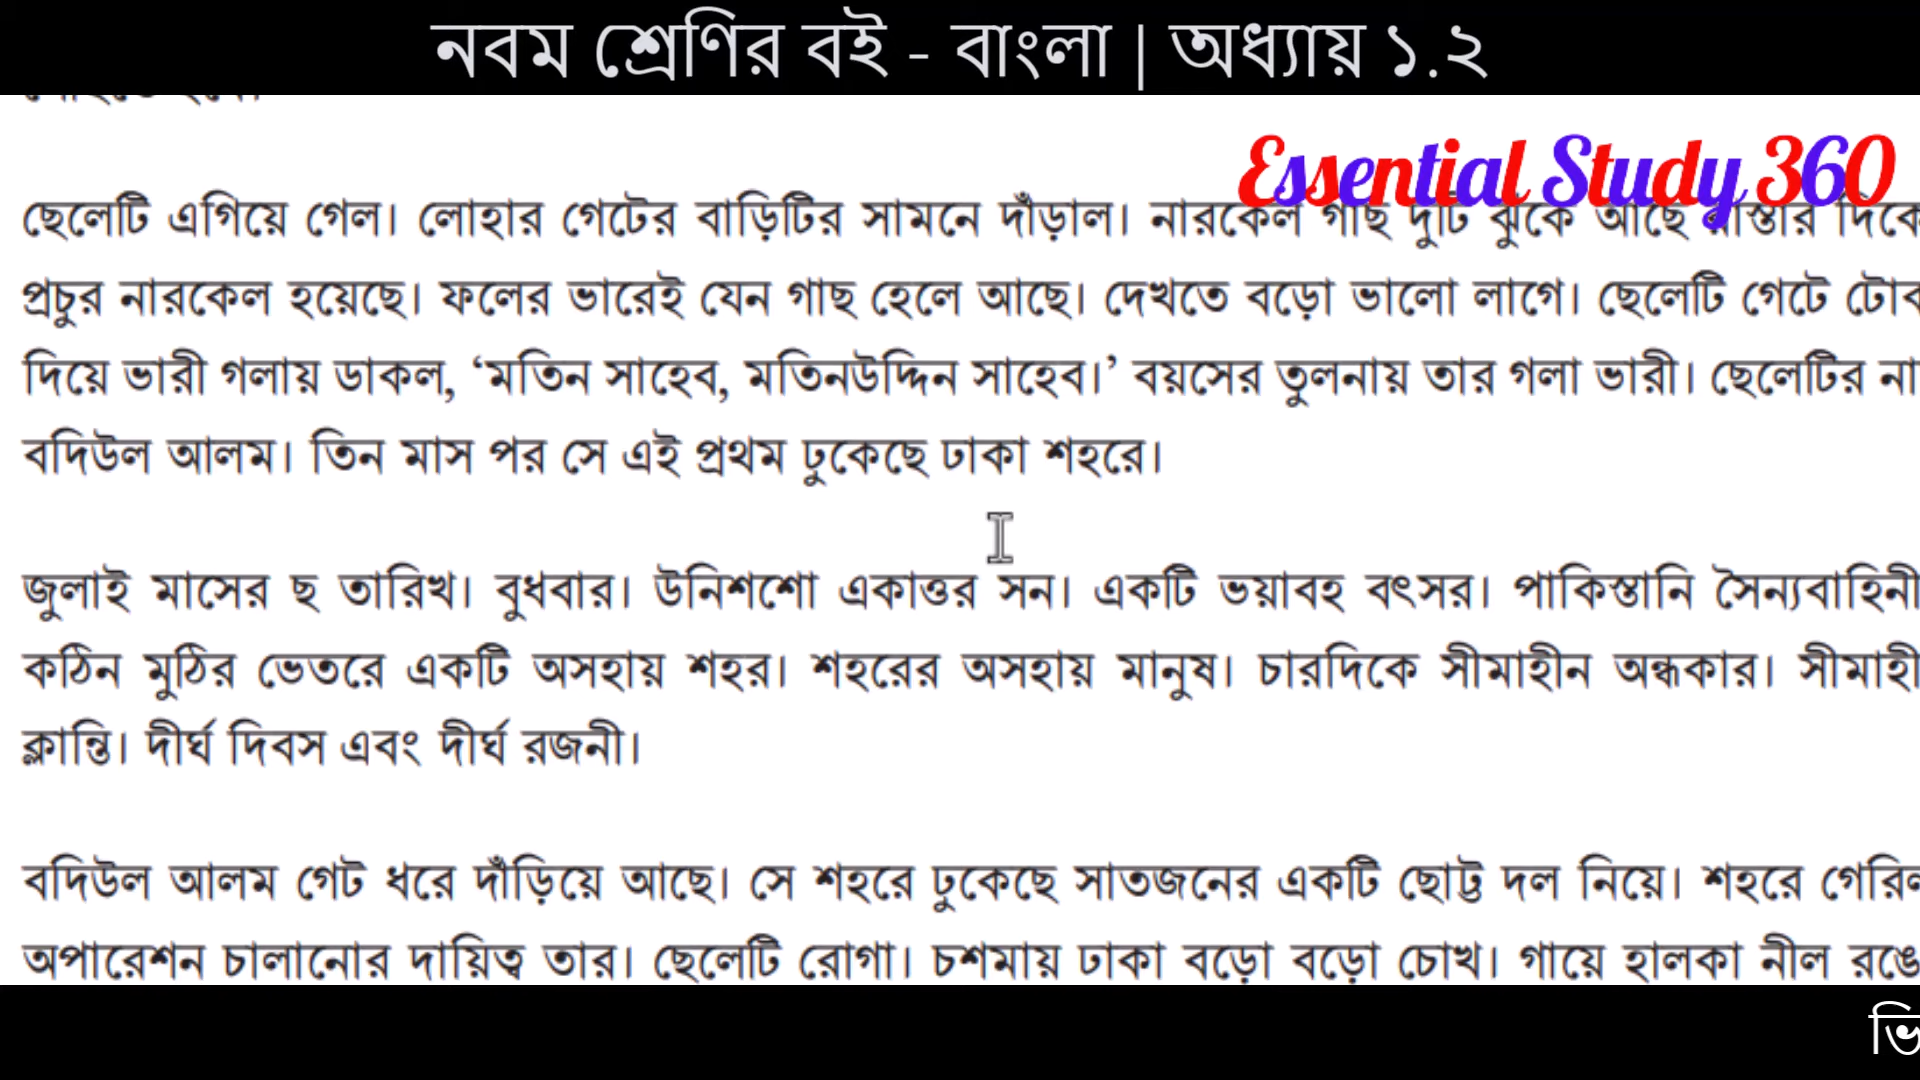 নবম শ্রেণির বই - বাংলা | অধ্যায় ১.২
Essential Study 360
ছেলেটি এগিয়ে গেল। লোহার গেটের বাড়িটির সামনে দাঁড়াল। নারকেল গাছ দুটি ঝুঁকে আছে রাস্তার দিকে
প্রচুর নারকেল হয়েছে। ফলের ভারেই যেন গাছ হেলে আছে। দেখতে বড়ো ভালো লাগে। ছেলেটি গেটে
দিয়ে ভারী গলায় ডাকল, ‘মতিন সাহেব, মতিনউদ্দিন সাহেব।’ বয়সের তুলনায় তার গলা ভারী। ছেলেটির
বদিউল আলম। তিন মাস পর সে এই প্রথম ঢুকেছে ঢাকা শহরে।
জুলাই মাসের ছ তারিখ। বুধবার। উনিশশো একাত্তর সন। একটি ভয়াবহ বৎসর। পাকিস্তানি সৈন্যবাহিনী
কঠিন মুঠির ভেতরে একটি অসহায় শহর। শহরের অসহায় মানুষ। চারদিকে সীমাহীন অন্ধকার।
ক্লান্তি। দীর্ঘ দিবস এবং দীর্ঘ রজনী।
বদিউল আলম গেট ধরে দাঁড়িয়ে আছে। সে শহরে ঢুকেছে সাতজনের একটি ছোট্ট দল নিয়ে। শহরে
অপারেশন চালানোর দায়িত্ব তার। ছেলেটি রোগা। চশমায় ঢাকা বড়ো বড়ো চোখ। গায়ে হালকা নীল রঙে